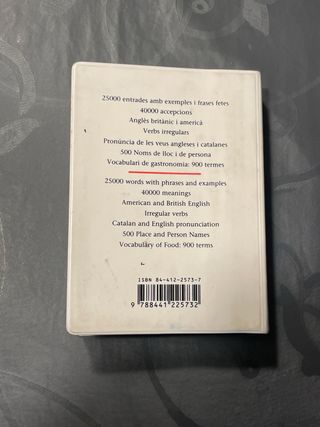 25000 entrades amb exemples i frases fetes
40000 accepcions
Anglès britànic i americà
Verbs irregulars
Pronúncia de les veus angleses i catalanes
500 Noms de lloc i de persona
Vocabulari de gastronomia: 900 termes
25000 words with phrases and examples
40000 meanings
American and British English
Irregular verbs
Catalan and English pronunciation
500 Place and Person Names
Vocabulary of Food: 900 terms
ISBN 84-412-2573-7
9 788441 225732